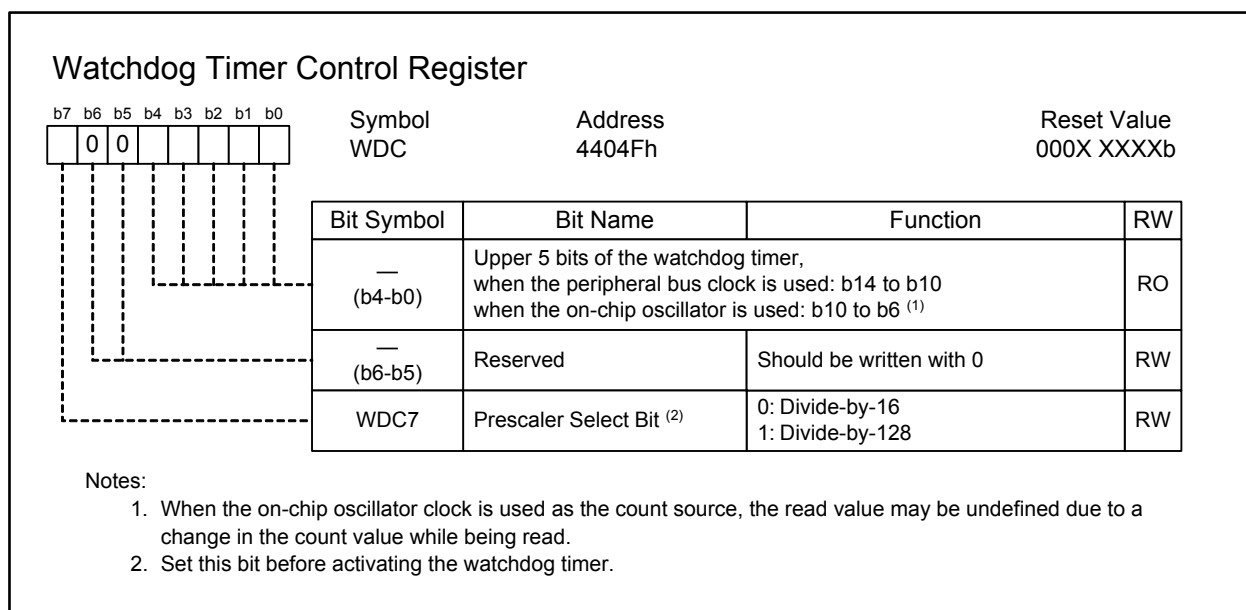 Watchdog Timer Control Register
b7 b6 b5 b4 b3 b2 b1 b0
0 0
Symbol Address Reset Value
WDC 4404Fh 000X XXXXb
Bit Symbol Bit Name Function RW
—
(b4-b0)
Upper 5 bits of the watchdog timer,
when the peripheral bus clock is used: b14 to b10
when the on-chip oscillator is used: b10 to b6 (1)
RO
—
(b6-b5)
Reserved Should be written with 0 RW
WDC7 Prescaler Select Bit (2)
0: Divide-by-16
1: Divide-by-128
RW
Notes:
1. When the on-chip oscillator clock is used as the count source, the read value may be undefined due to a
change in the count value while being read.
2. Set this bit before activating the watchdog timer.